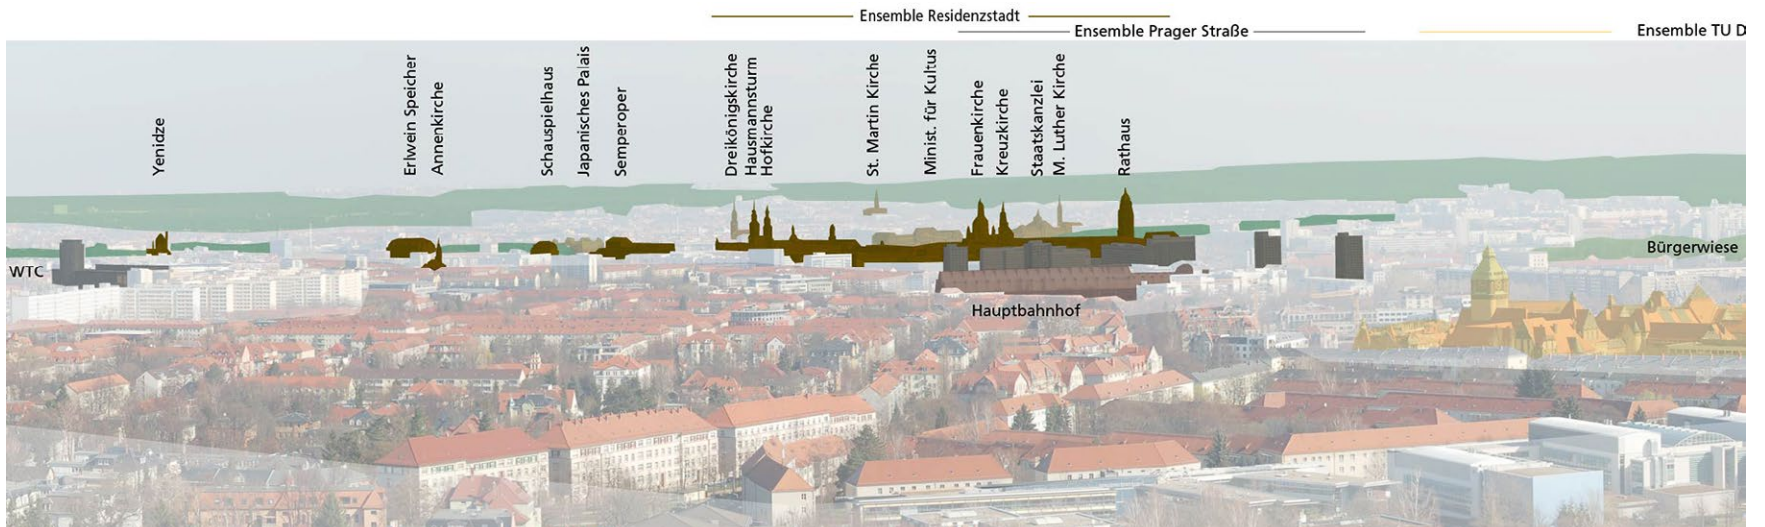 Ensemble Residenzstadt
Ensemble Prager Straße
Ensemble TU D
Yenidze
Erlwein Speicher
Annenkirche
Schauspielhaus
Japanisches Palais
Semperoper
Dreikönigskirche
Hausmannsturm
Hofkirche
St. Martin Kirche
Minist. für Kultus
Frauenkirche
Kreuzkirche
Staatskanzlei
M. Luther Kirche
Rathaus
Bürgerwiese
WTC
Hauptbahnhof